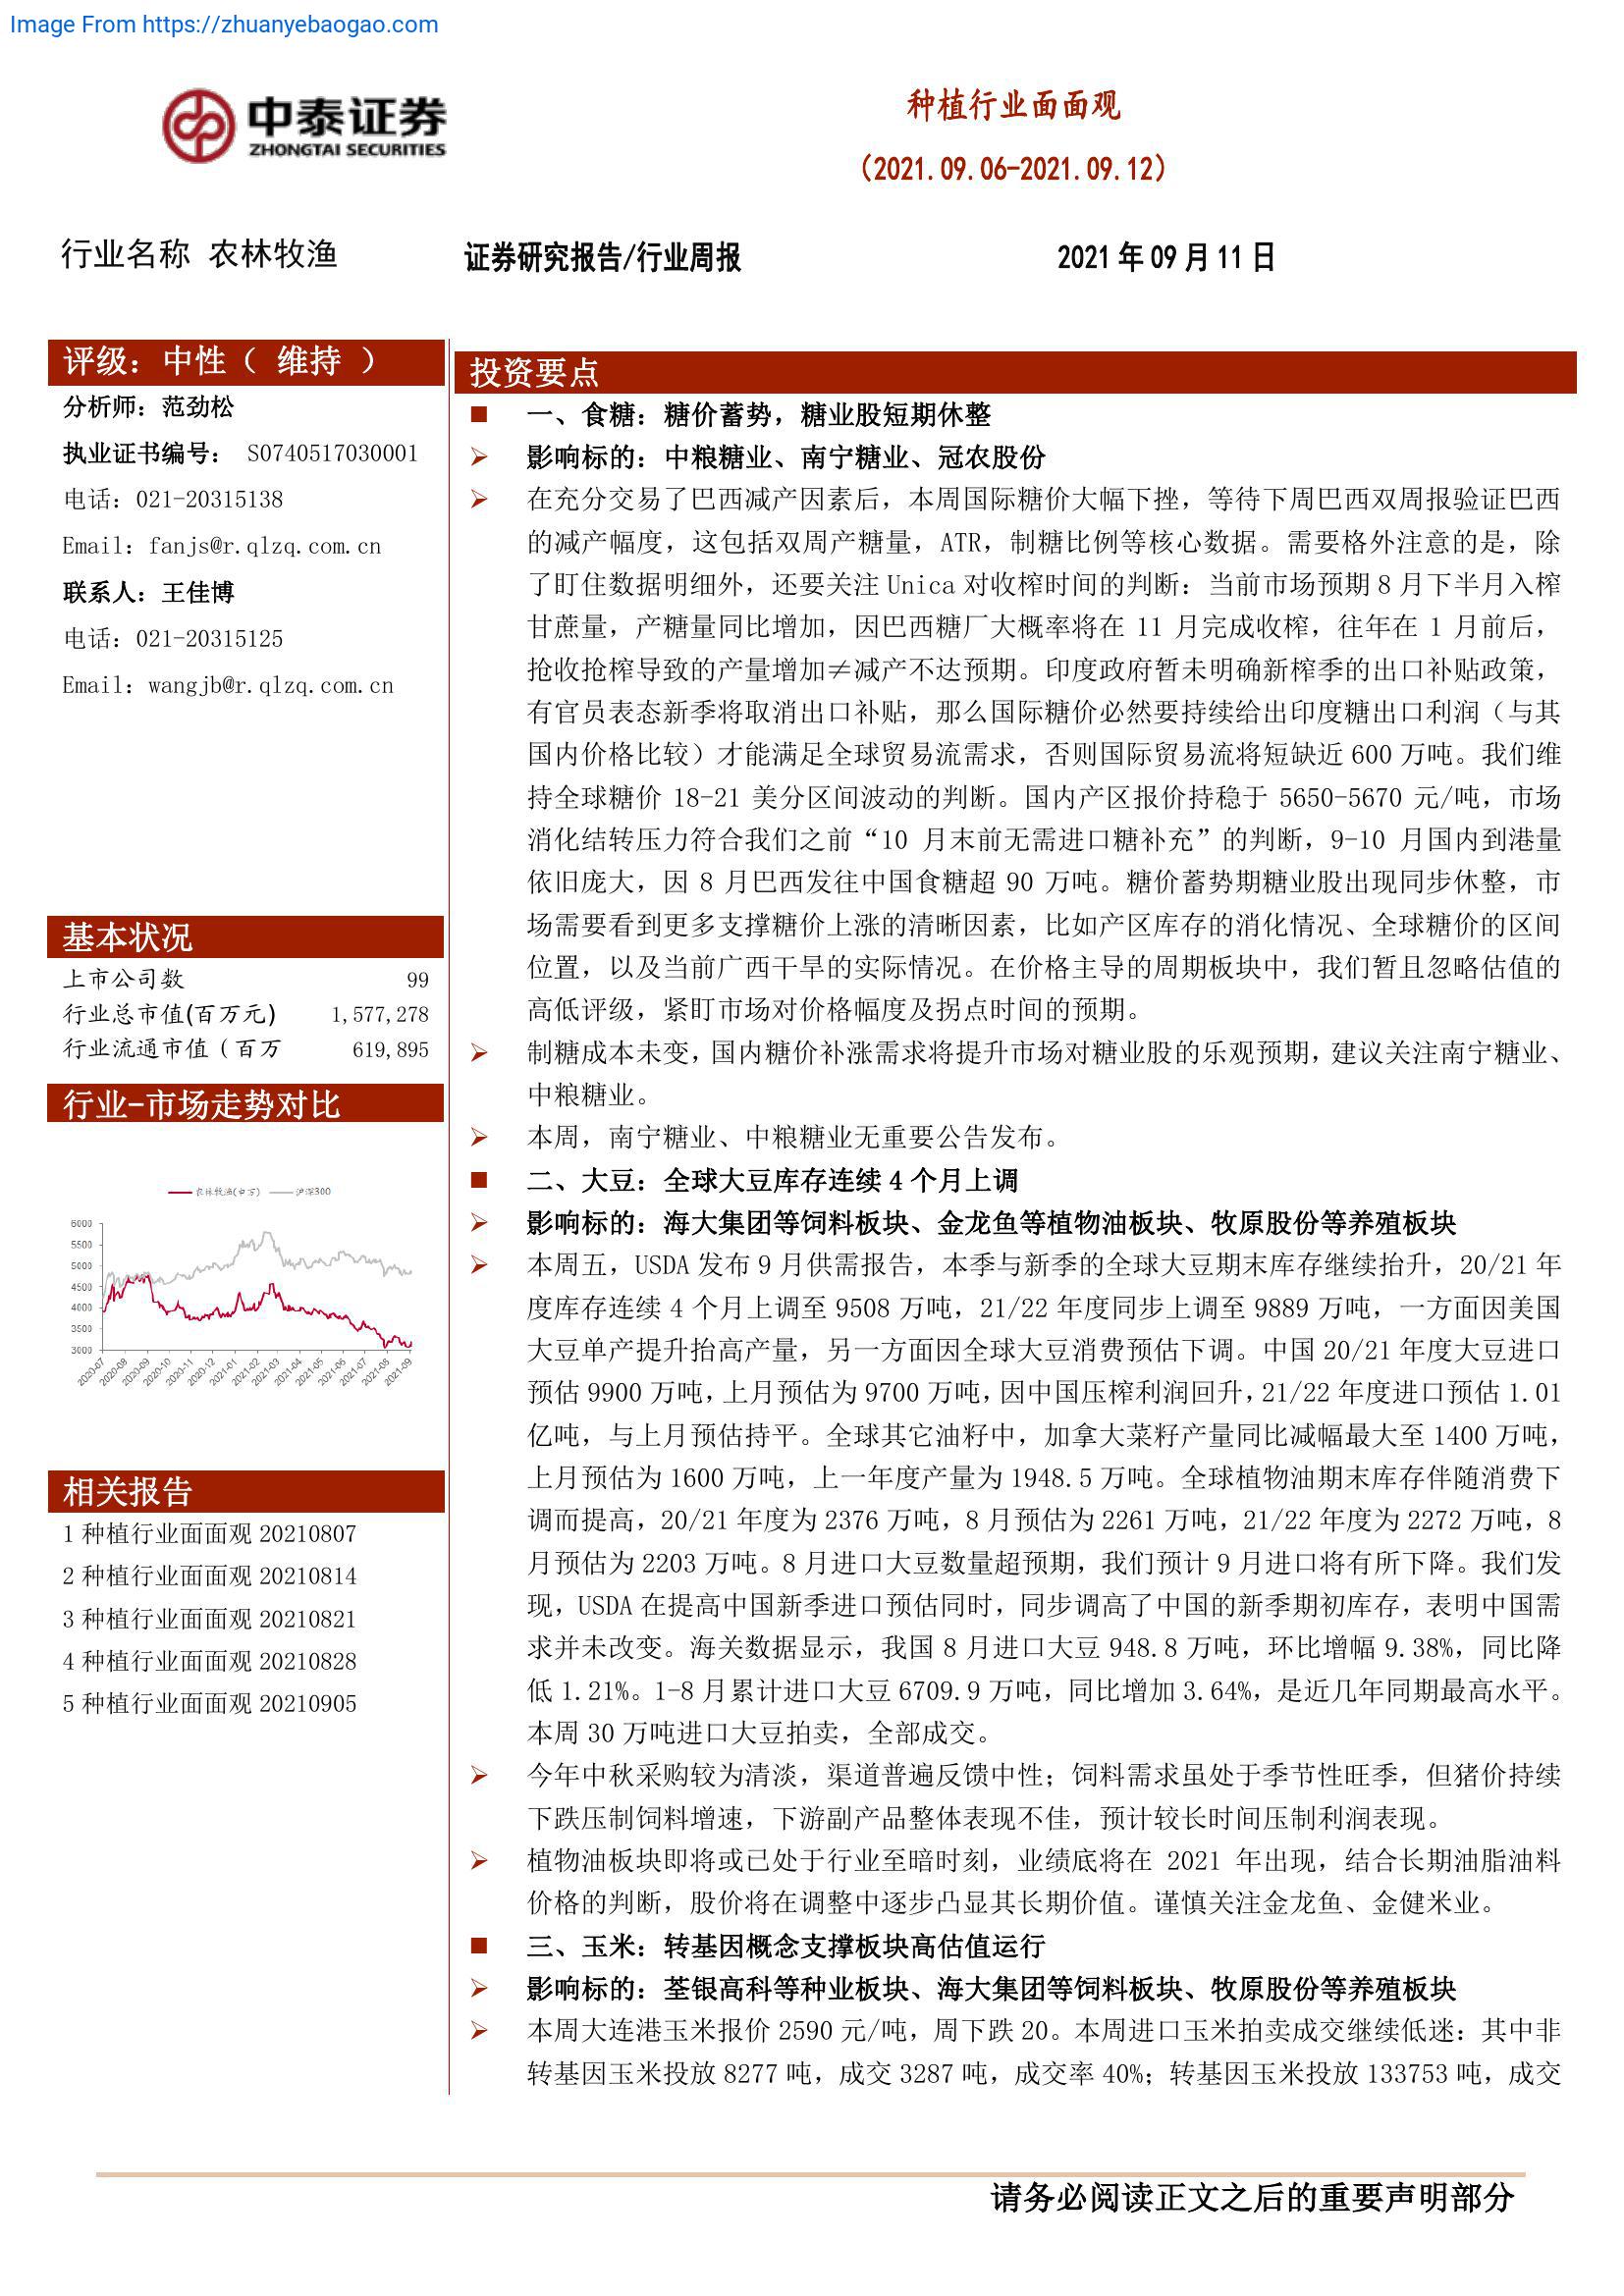 Image From https://zhuanyebaogao.com
中泰证券
ZHONGTAI SECURITIES
种植行业面面观
（2021.09.06-2021.09.12）
行业名称 农林牧渔
证券研究报告/行业周报
2021 年 09 月 11 日
评级：中性（ 维持 ）
分析师：范劲松
执业证书编号： S0740517030001
电话：021-20315138
Email：fanjs@r.qlzq.com.cn
联系人：王佳博
电话：021-20315125
Email：wangjb@r.qlzq.com.cn
基本状况
上市公司数 99
行业总市值(百万元) 1,577,278
行业流通市值（百万 619,895
行业-市场走势对比
农林牧渔(申万) 沪深300
6000
5500
5000
4500
4000
3500
3000
2020-07 2020-08 2020-09 2020-10 2020-11 2020-12 2021-01 2021-02 2021-03 2021-04 2021-05 2021-06 2021-07 2021-08 2021-09
相关报告
1 种植行业面面观 20210807
2 种植行业面面观 20210814
3 种植行业面面观 20210821
4 种植行业面面观 20210828
5 种植行业面面观 20210905
投资要点
■ 一、食糖：糖价蓄势，糖业股短期休整
➢ 影响标的：中粮糖业、南宁糖业、冠农股份
➢ 在充分交易了巴西减产因素后，本周国际糖价大幅下挫，等待下周巴西双周报验证巴西
的减产幅度，这包括双周产糖量，ATR，制糖比例等核心数据。需要格外注意的是，除
了盯住数据明细外，还要关注 Unica 对收榨时间的判断：当前市场预期 8 月下半月入榨
甘蔗量，产糖量同比增加，因巴西糖厂大概率将在 11 月完成收榨，往年在 1 月前后，
抢收抢榨导致的产量增加≠减产不达预期。印度政府暂未明确新榨季的出口补贴政策，
有官员表态新季将取消出口补贴，那么国际糖价必然要持续给出印度糖出口利润（与其
国内价格比较）才能满足全球贸易流需求，否则国际贸易流将短缺近 600 万吨。我们维
持全球糖价 18-21 美分区间波动的判断。国内产区报价持稳于 5650-5670 元/吨，市场
消化结转压力符合我们之前“10 月末前无需进口糖补充”的判断，9-10 月国内到港量
依旧庞大，因 8 月巴西发往中国食糖超 90 万吨。糖价蓄势期糖业股出现同步休整，市
场需要看到更多支撑糖价上涨的清晰因素，比如产区库存的消化情况、全球糖价的区间
位置，以及当前广西干旱的实际情况。在价格主导的周期板块中，我们暂且忽略估值的
高低评级，紧盯市场对价格幅度及拐点时间的预期。
➢ 制糖成本未变，国内糖价补涨需求将提升市场对糖业股的乐观预期，建议关注南宁糖业、
中粮糖业。
➢ 本周，南宁糖业、中粮糖业无重要公告发布。
■ 二、大豆：全球大豆库存连续 4 个月上调
➢ 影响标的：海大集团等饲料板块、金龙鱼等植物油板块、牧原股份等养殖板块
➢ 本周五，USDA 发布 9 月供需报告，本季与新季的全球大豆期末库存继续抬升，20/21 年
度库存连续 4 个月上调至 9508 万吨，21/22 年度同步上调至 9889 万吨，一方面因美国
大豆单产提升抬高产量，另一方面因全球大豆消费预估下调。中国 20/21 年度大豆进口
预估 9900 万吨，上月预估为 9700 万吨，因中国压榨利润回升，21/22 年度进口预估 1.01
亿吨，与上月预估持平。全球其它油籽中，加拿大菜籽产量同比减幅最大至 1400 万吨，
上月预估为 1600 万吨，上一年度产量为 1948.5 万吨。全球植物油期末库存伴随消费下
调而提高，20/21 年度为 2376 万吨，8 月预估为 2261 万吨，21/22 年度为 2272 万吨，8
月预估为 2203 万吨。8 月进口大豆数量超预期，我们预计 9 月进口将有所下降。我们发
现，USDA 在提高中国新季进口预估同时，同步调高了中国的新季期初库存，表明中国需
求并未改变。海关数据显示，我国 8 月进口大豆 948.8 万吨，环比增幅 9.38%，同比降
低 1.21%。1-8 月累计进口大豆 6709.9 万吨，同比增加 3.64%，是近几年同期最高水平。
本周 30 万吨进口大豆拍卖，全部成交。
➢ 今年中秋采购较为清淡，渠道普遍反馈中性；饲料需求虽处于季节性旺季，但猪价持续
下跌压制饲料增速，下游副产品整体表现不佳，预计较长时间压制利润表现。
➢ 植物油板块即将或已处于行业至暗时刻，业绩底将在 2021 年出现，结合长期油脂油料
价格的判断，股价将在调整中逐步凸显其长期价值。谨慎关注金龙鱼、金健米业。
■ 三、玉米：转基因概念支撑板块高估值运行
➢ 影响标的：荃银高科等种业板块、海大集团等饲料板块、牧原股份等养殖板块
➢ 本周大连港玉米报价 2590 元/吨，周下跌 20。本周进口玉米拍卖成交继续低迷：其中非
转基因玉米投放 8277 吨，成交 3287 吨，成交率 40%；转基因玉米投放 133753 吨，成交
请务必阅读正文之后的重要声明部分